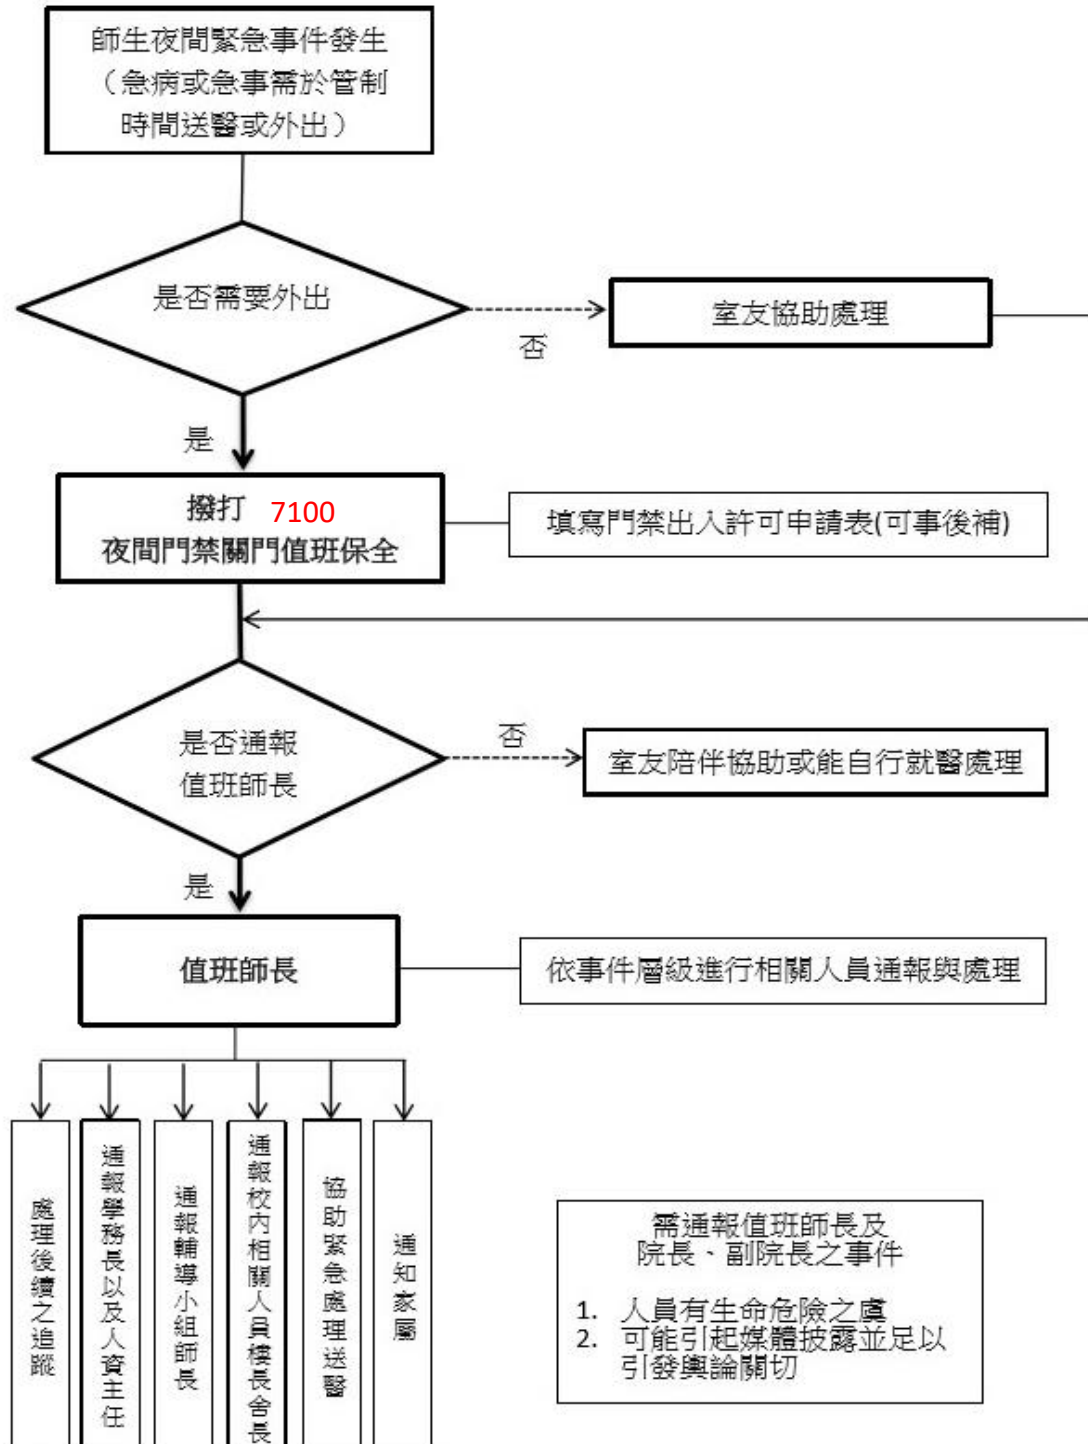 師生夜間緊急事件發生
（急病或急事需於管制
時間送醫或外出）
是否需要外出
否
室友協助處理
是
撥打 7100
夜間門禁關門值班保全
填寫門禁出入許可申請表(可事後補)
是否通報
值班師長
否
室友陪伴協助或能自行就醫處理
是
值班師長
依事件層級進行相關人員通報與處理
處理後續之追蹤
通報學務長以及人資主任
通報輔導小組師長
通報校內相關人員樓長舍長
協助緊急處理送醫
通知家屬
需通報值班師長及
院長、副院長之事件
1. 人員有生命危險之虞
2. 可能引起媒體披露並足以
引發輿論關切